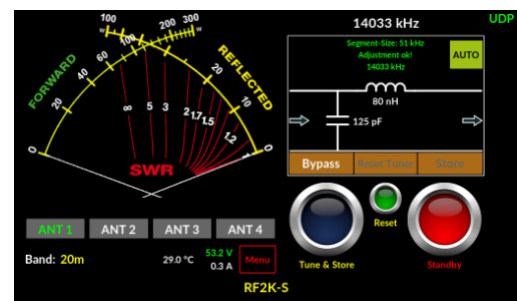 100
200 300
w
w
100
80
60
40
20
0
FORWARD
REFLECTED
20
10
0
∞ 5 3 2 1,7 1,5 1,2 1
SWR
14033 kHz
UDP
Segment-Size: 51 kHz
Adjustment ok!
14033 kHz
AUTO
80 nH
125 pF
Bypass Reset Tuner Store
ANT 1 ANT 2 ANT 3 ANT 4
Band: 20m
29.0 °C
53.2 V
0.3 A
Menu
Tune & Store
Reset
Standby
RF2K-S